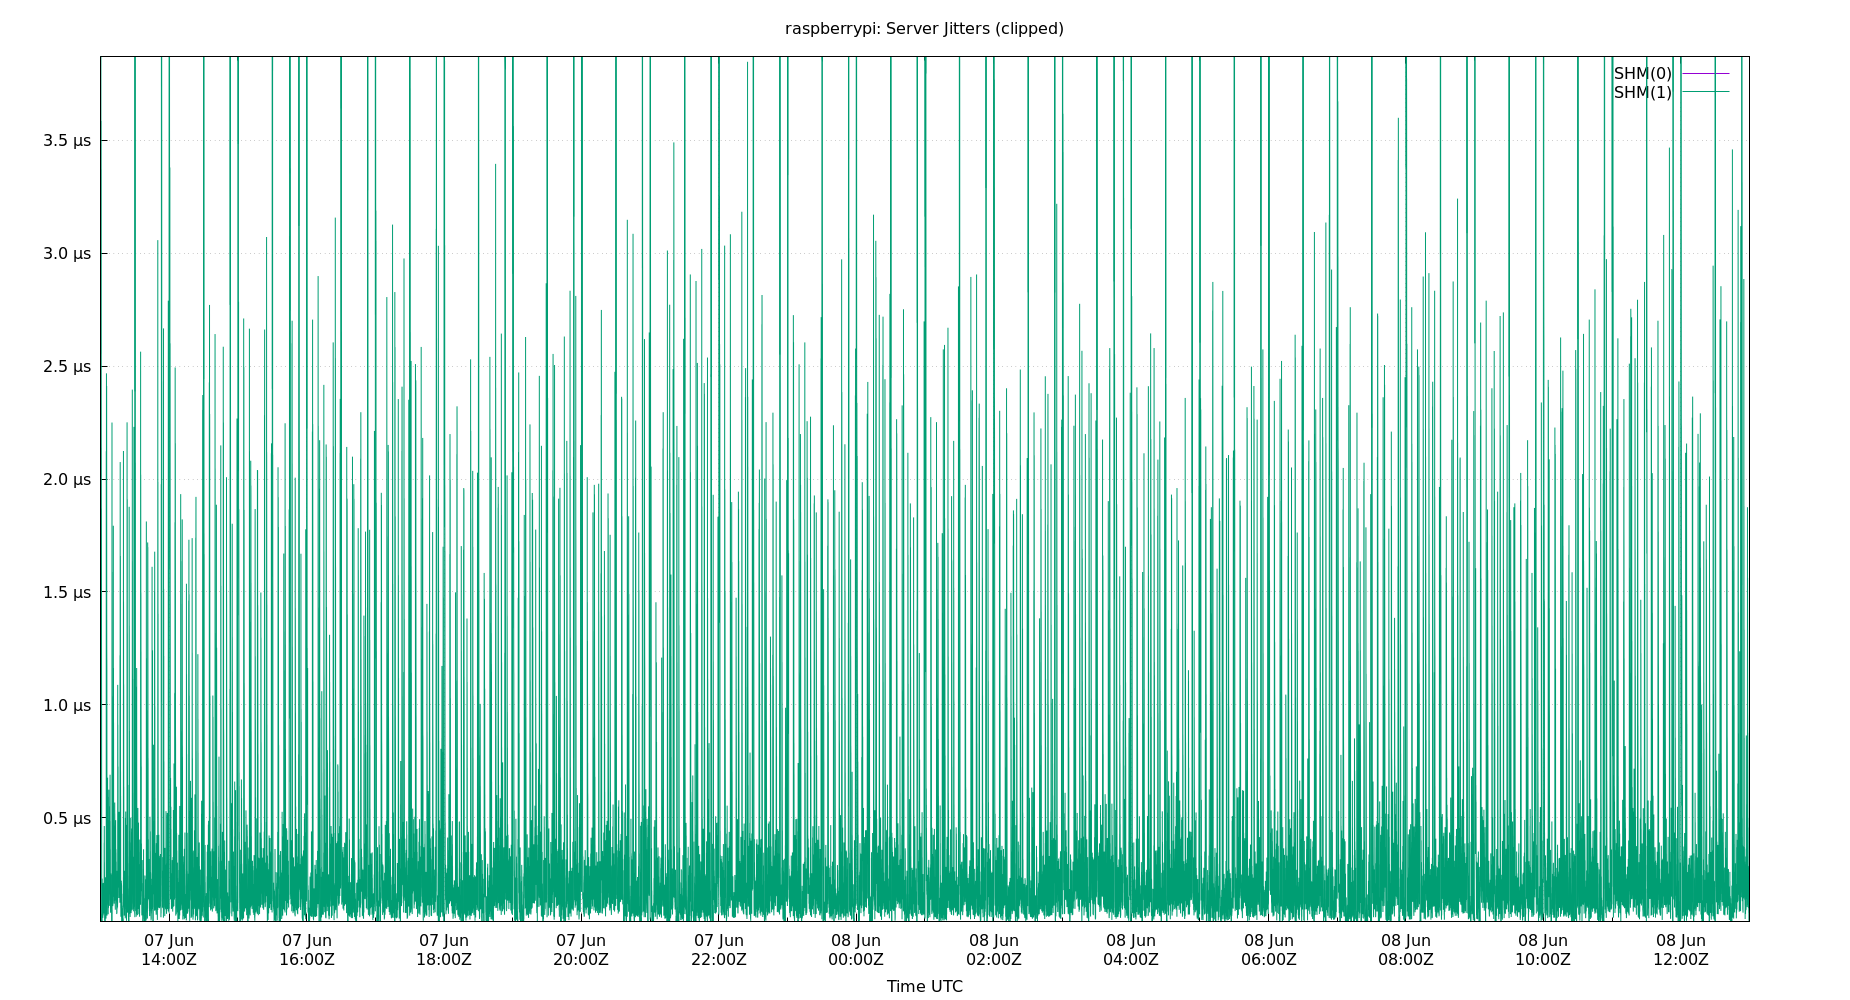 raspberrypi: Server Jitters (clipped)
SHM(0)
SHM(1)
3.5 µs
3.0 µs
2.5 µs
2.0 µs
1.5 µs
1.0 µs
0.5 µs
07 Jun 07 Jun 07 Jun 07 Jun 07 Jun 08 Jun 08 Jun 08 Jun 08 Jun 08 Jun 08 Jun 08 Jun
14:00Z 16:00Z 18:00Z 20:00Z 22:00Z 00:00Z 02:00Z 04:00Z 06:00Z 08:00Z 10:00Z 12:00Z
Time UTC